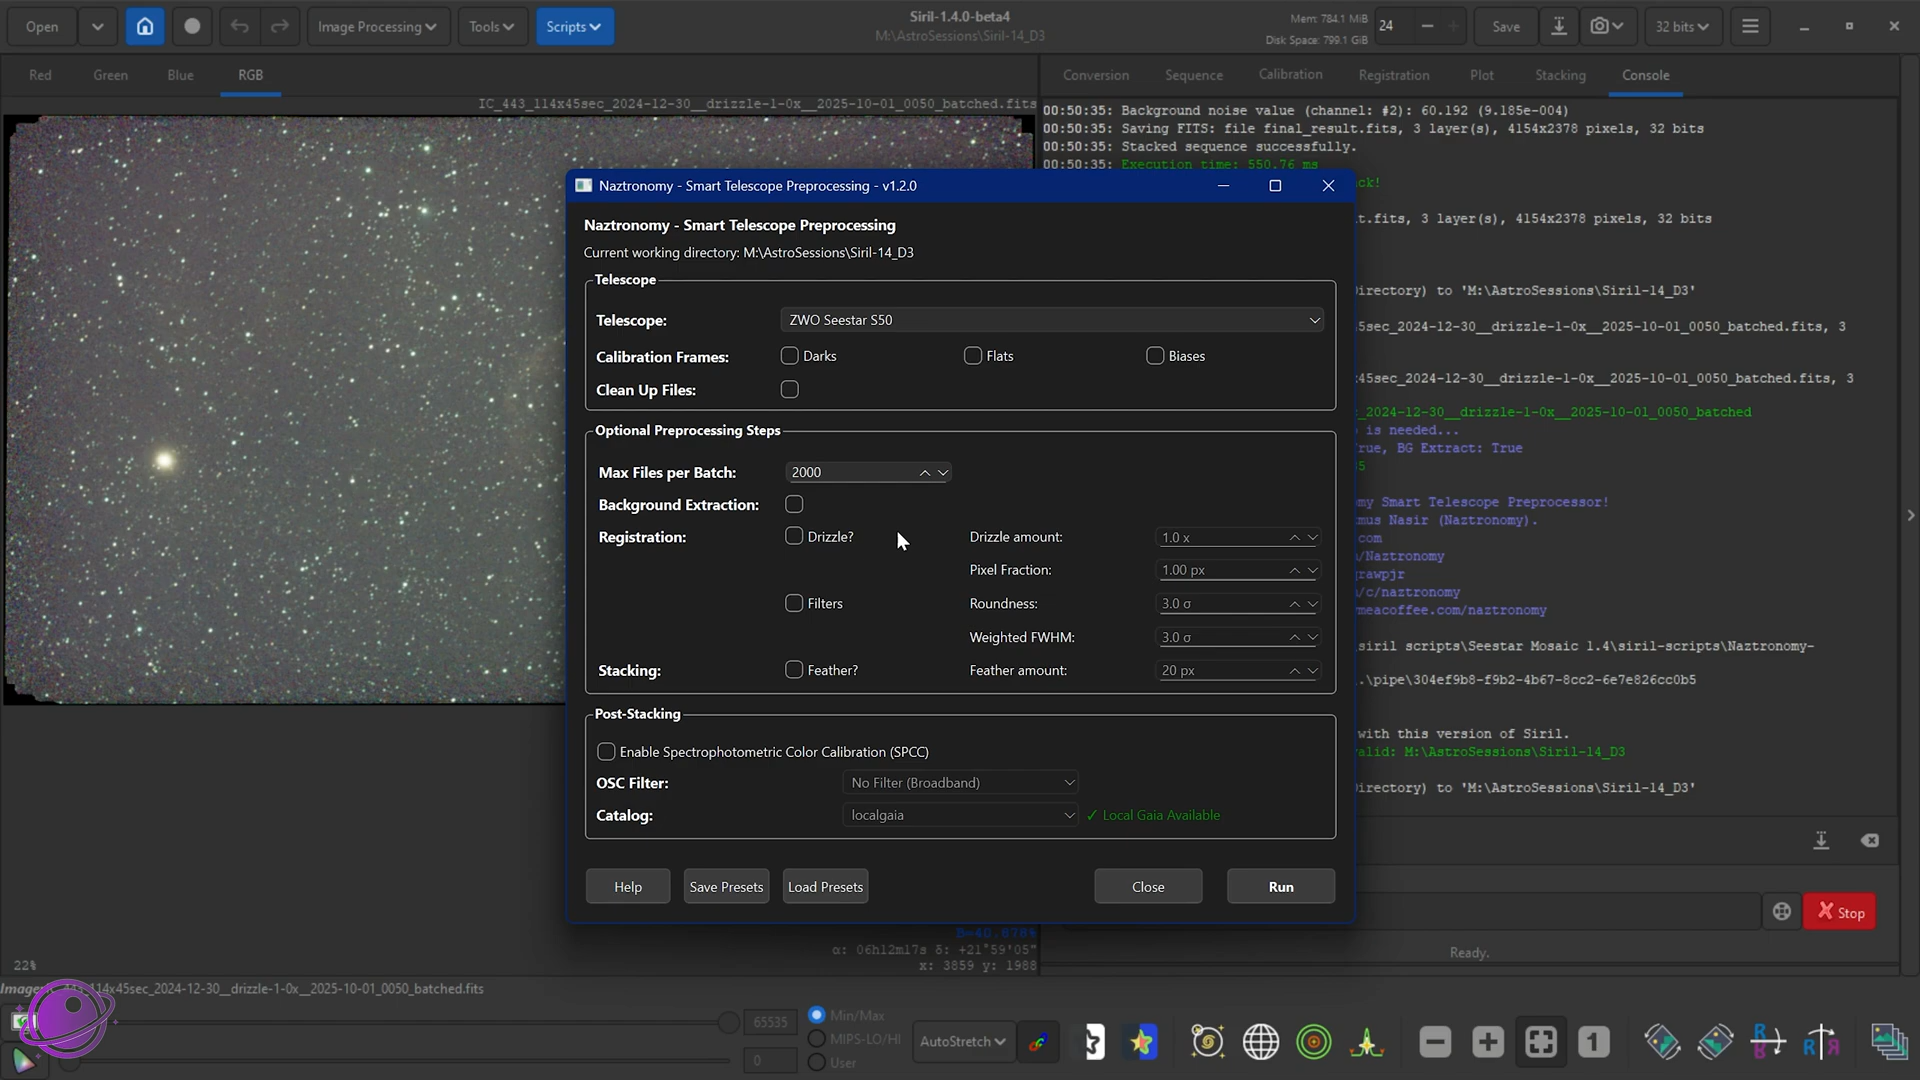 Open
Image Processing
Tools
Scripts
Siril-1.4.0-beta4
M:\AstroSessions\Siril-14_D3
Mem: 784.1 MiB
Disk Space: 799.1 GiB
24
Save
32 bits
Red
Green
Blue
RGB
Conversion
Sequence
Calibration
Registration
Plot
Stacking
Console
IC_443_114x45sec_2024-12-30__drizzle-1-0x__2025-10-01_0050_batched.fits
00:50:35: Background noise value (channel: #2): 60.192 (9.185e-004)
00:50:35: Saving FITS: file final_result.fits, 3 layer(s), 4154x2378 pixels, 32 bits
00:50:35: Stacked sequence successfully.
00:50:35: Execution time: 550.76 ms
ck!
t.fits, 3 layer(s), 4154x2378 pixels, 32 bits
irectory) to 'M:\AstroSessions\Siril-14_D3'
5sec_2024-12-30__drizzle-1-0x__2025-10-01_0050_batched.fits, 3
45sec_2024-12-30__drizzle-1-0x__2025-10-01_0050_batched.fits, 3
_2024-12-30__drizzle-1-0x__2025-10-01_0050_batched
is needed...
rue, BG Extract: True
5
my Smart Telescope Preprocessor!
mus Nasir (Naztronomy).
com
/Naztronomy
rawpjr
/c/naztronomy
meacoffee.com/naztronomy
siril scripts\Seestar Mosaic 1.4\siril-scripts\Naztronomy-
.\pipe\304ef9b8-f9b2-4b67-8cc2-6e7e826cc0b5
with this version of Siril.
alid: M:\AstroSessions\Siril-14_D3
irectory) to 'M:\AstroSessions\Siril-14_D3'
Naztronomy - Smart Telescope Preprocessing - v1.2.0
Naztronomy - Smart Telescope Preprocessing
Current working directory: M:\AstroSessions\Siril-14_D3
Telescope
Telescope:
ZWO Seestar S50
Calibration Frames:
Darks
Flats
Biases
Clean Up Files:
Optional Preprocessing Steps
Max Files per Batch:
2000
Background Extraction:
Registration:
Drizzle?
Drizzle amount:
1.0 x
Pixel Fraction:
1.00 px
Filters
Roundness:
3.0 σ
Weighted FWHM:
3.0 σ
Stacking:
Feather?
Feather amount:
20 px
Post-Stacking
Enable Spectrophotometric Color Calibration (SPCC)
OSC Filter:
No Filter (Broadband)
Catalog:
localgaia
✓ Local Gaia Available
Help
Save Presets
Load Presets
Close
Run
Stop
Ready.
B=40.878%
α: 06h12m17s δ: +21°59'05"
x: 3859 y: 1988
22%
Image: 14x45sec_2024-12-30__drizzle-1-0x__2025-10-01_0050_batched.fits
65535
0
Min/Max
MIPS-LO/HI
User
AutoStretch
1
R
R
R
R